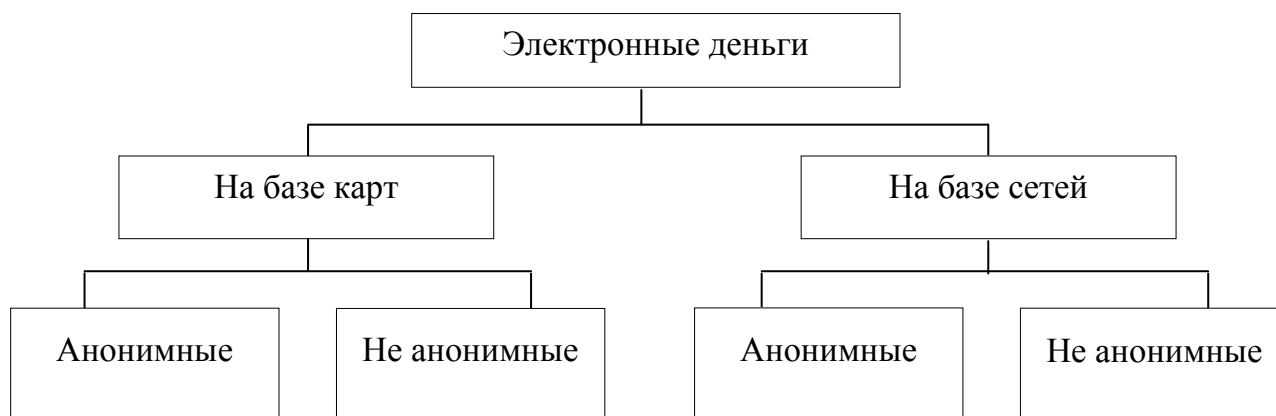 Электронные деньги
На базе карт
На базе сетей
Анонимные
Не анонимные
Анонимные
Не анонимные